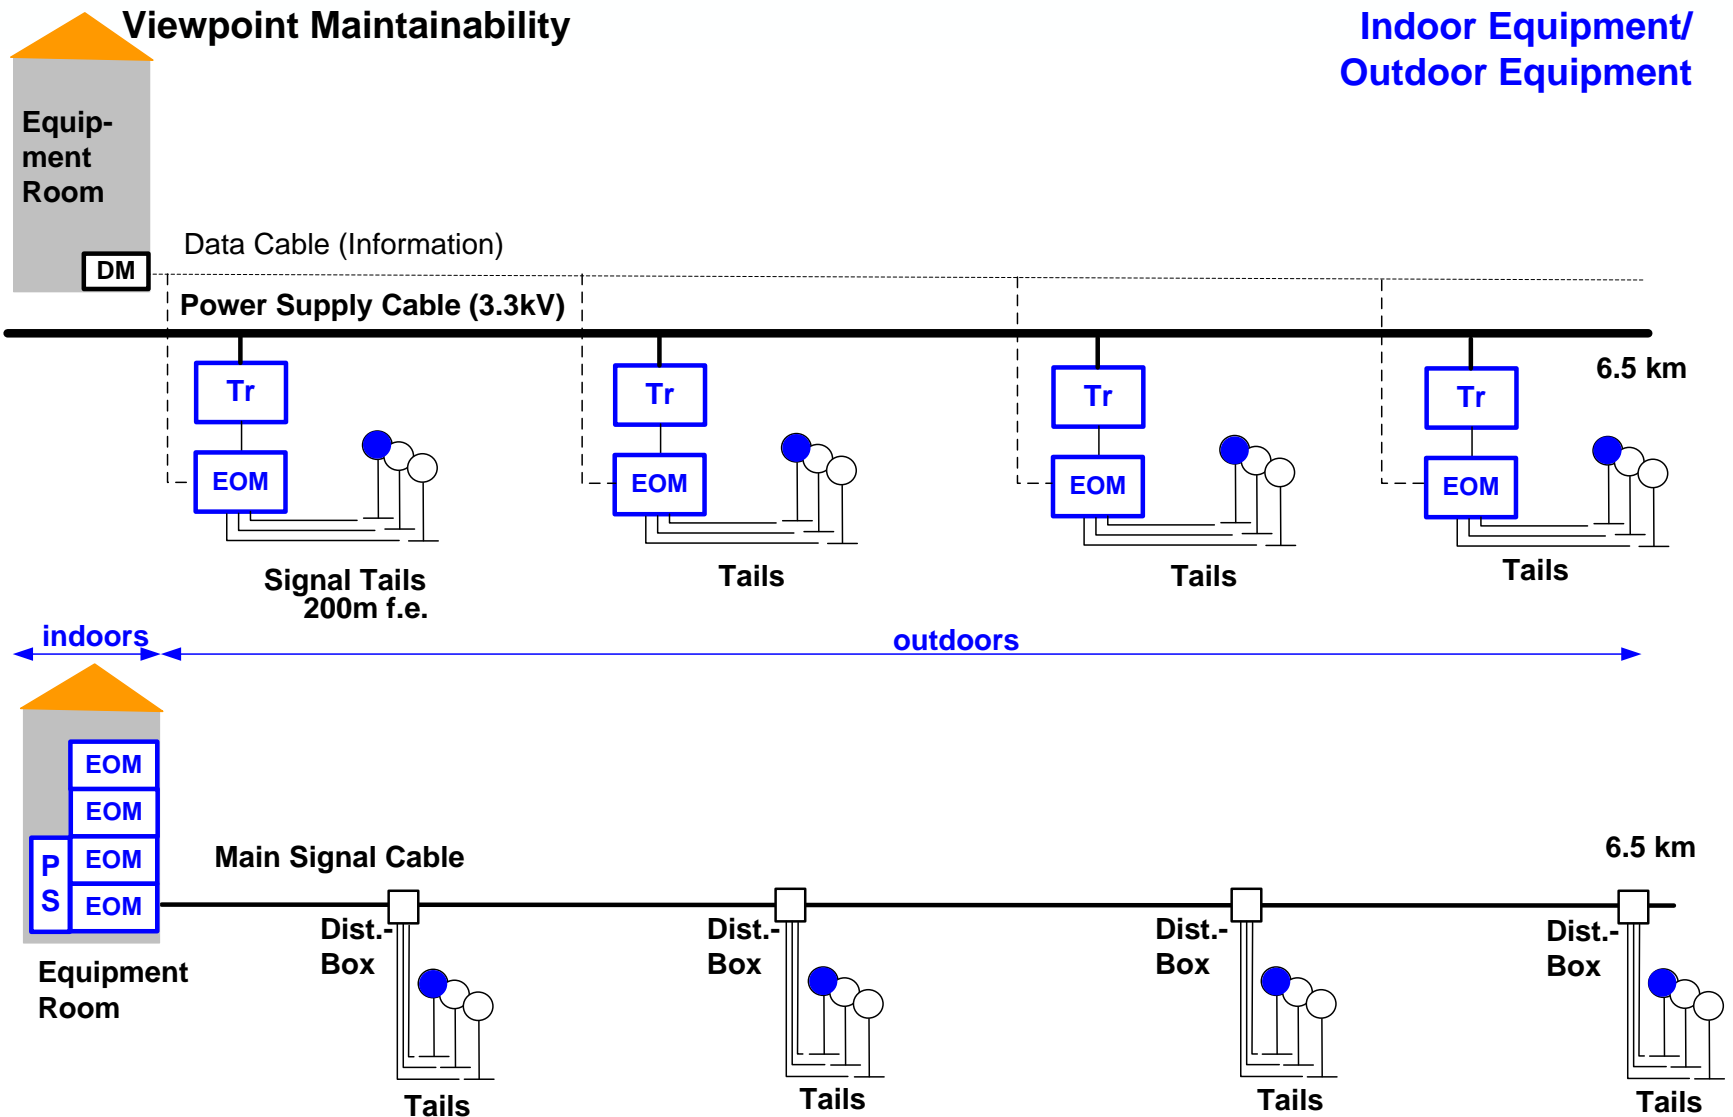 Viewpoint Maintainability
Indoor Equipment/
Outdoor Equipment
Equip-
ment
Room
DM
Data Cable (Information)
Power Supply Cable (3.3kV)
6.5 km
Tr
Tr
Tr
Tr
EOM
EOM
EOM
EOM
Signal Tails
200m f.e.
Tails
Tails
Tails
indoors
outdoors
EOM
EOM
EOM
EOM
P
S
Equipment
Room
Main Signal Cable
6.5 km
Dist.-
Box
Dist.-
Box
Dist.-
Box
Dist.-
Box
Tails
Tails
Tails
Tails